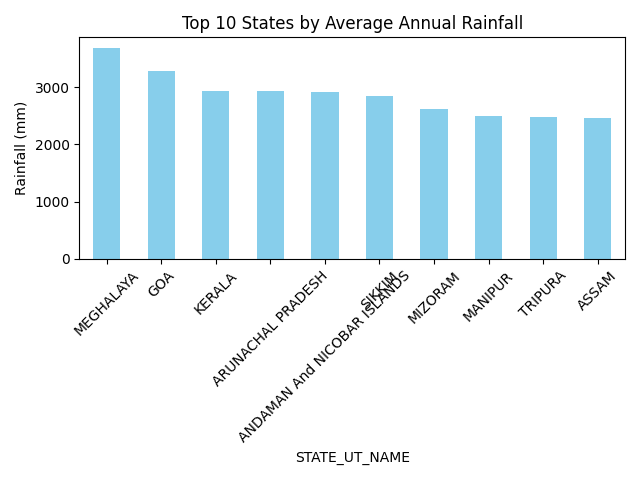 Top 10 States by Average Annual Rainfall
Rainfall (mm)
3000
2000
1000
0
MEGHALAYA
GOA
KERALA
ARUNACHAL PRADESH
ANDAMAN And NICOBAR ISLANDS
SIKKIM
MIZORAM
MANIPUR
TRIPURA
ASSAM
STATE_UT_NAME